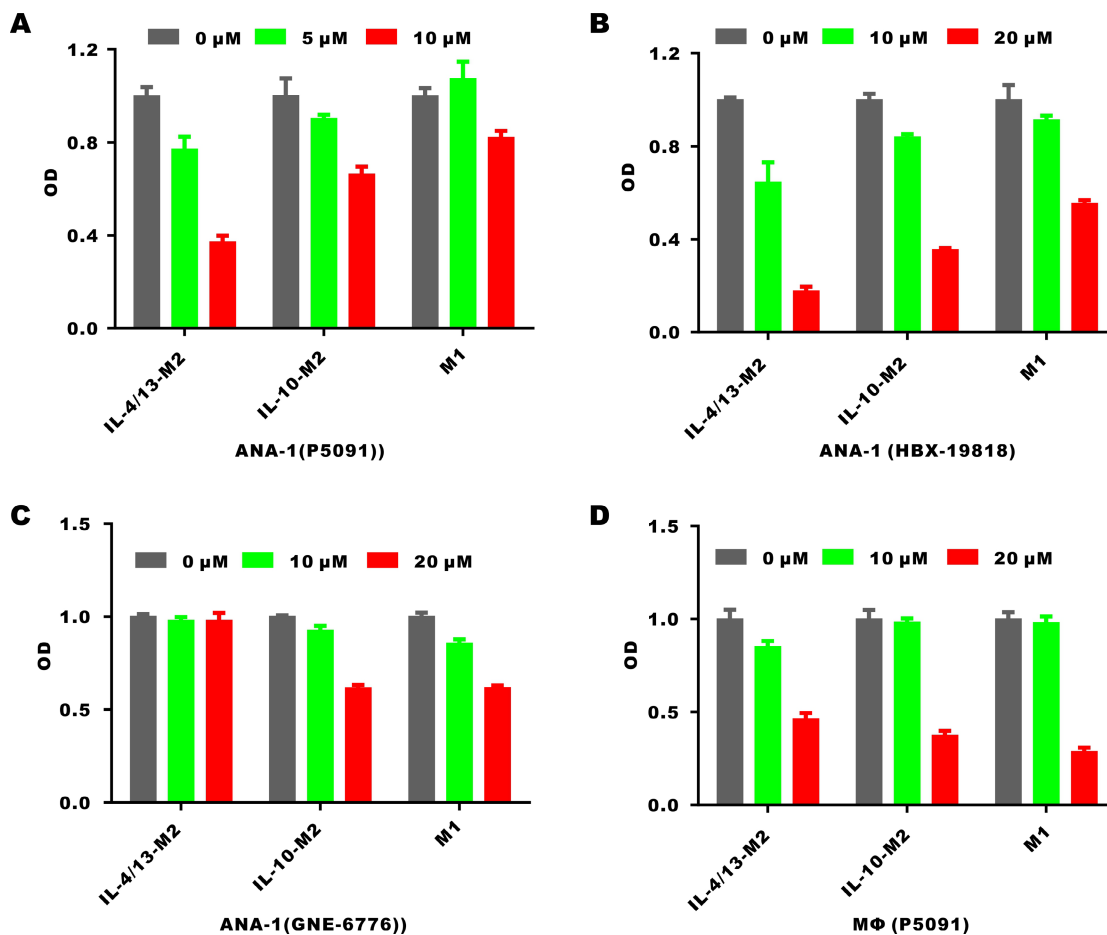 A
0 µM 5 µM 10 µM
1.2
0.8
0.4
0.0
OD
IL-4/13-M2
IL-10-M2
M1
ANA-1(P5091))
B
0 µM 10 µM 20 µM
1.2
0.8
0.4
0.0
OD
IL-4/13-M2
IL-10-M2
M1
ANA-1 (HBX-19818)
C
0 µM 10 µM 20 µM
1.5
1.0
0.5
0.0
OD
IL-4/13-M2
IL-10-M2
M1
ANA-1(GNE-6776))
D
0 µM 10 µM 20 µM
1.5
1.0
0.5
0.0
OD
IL-4/13-M2
IL-10-M2
M1
MΦ (P5091)